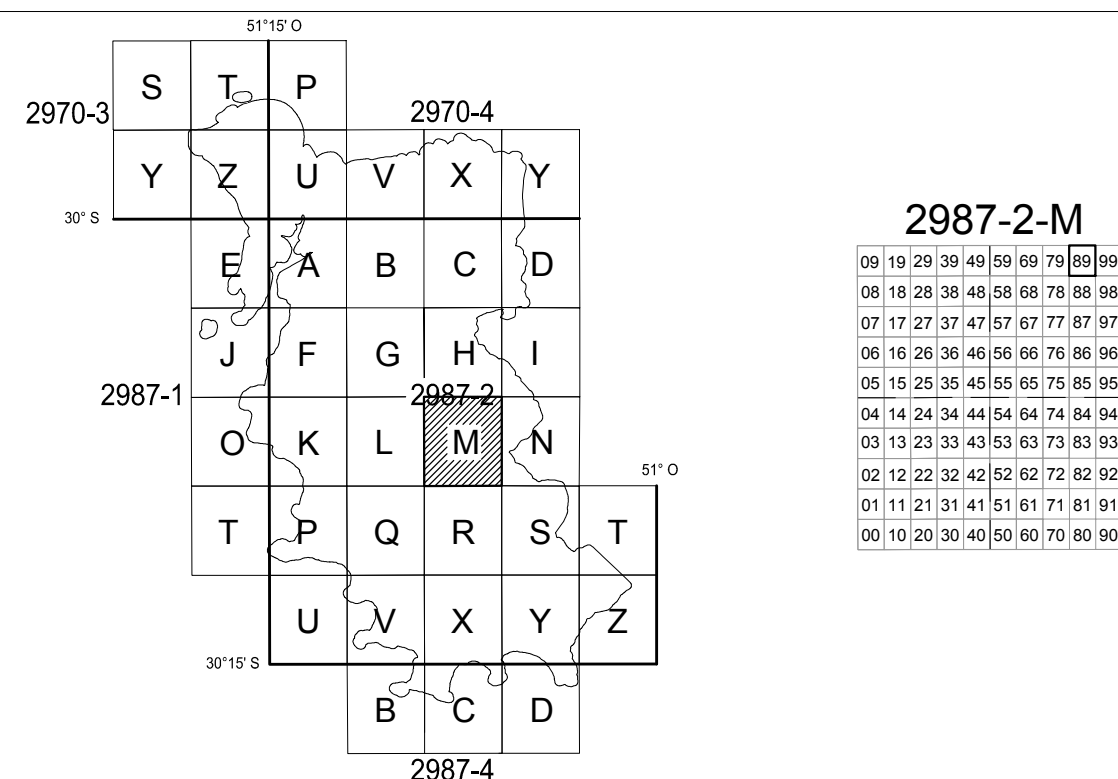 51°15' O
S T P
2970-3 2970-4
Y Z U V X Y
30° S
E A B C D
J F G H I
2987-1 2987-2
O K L M N
51° O
T P Q R S T
U V X Y Z
30°15' S
B C D
2987-4
2987-2-M
09 19 29 39 49 59 69 79 89 99
08 18 28 38 48 58 68 78 88 98
07 17 27 37 47 57 67 77 87 97
06 16 26 36 46 56 66 76 86 96
05 15 25 35 45 55 65 75 85 95
04 14 24 34 44 54 64 74 84 94
03 13 23 33 43 53 63 73 83 93
02 12 22 32 42 52 62 72 82 92
01 11 21 31 41 51 61 71 81 91
00 10 20 30 40 50 60 70 80 90